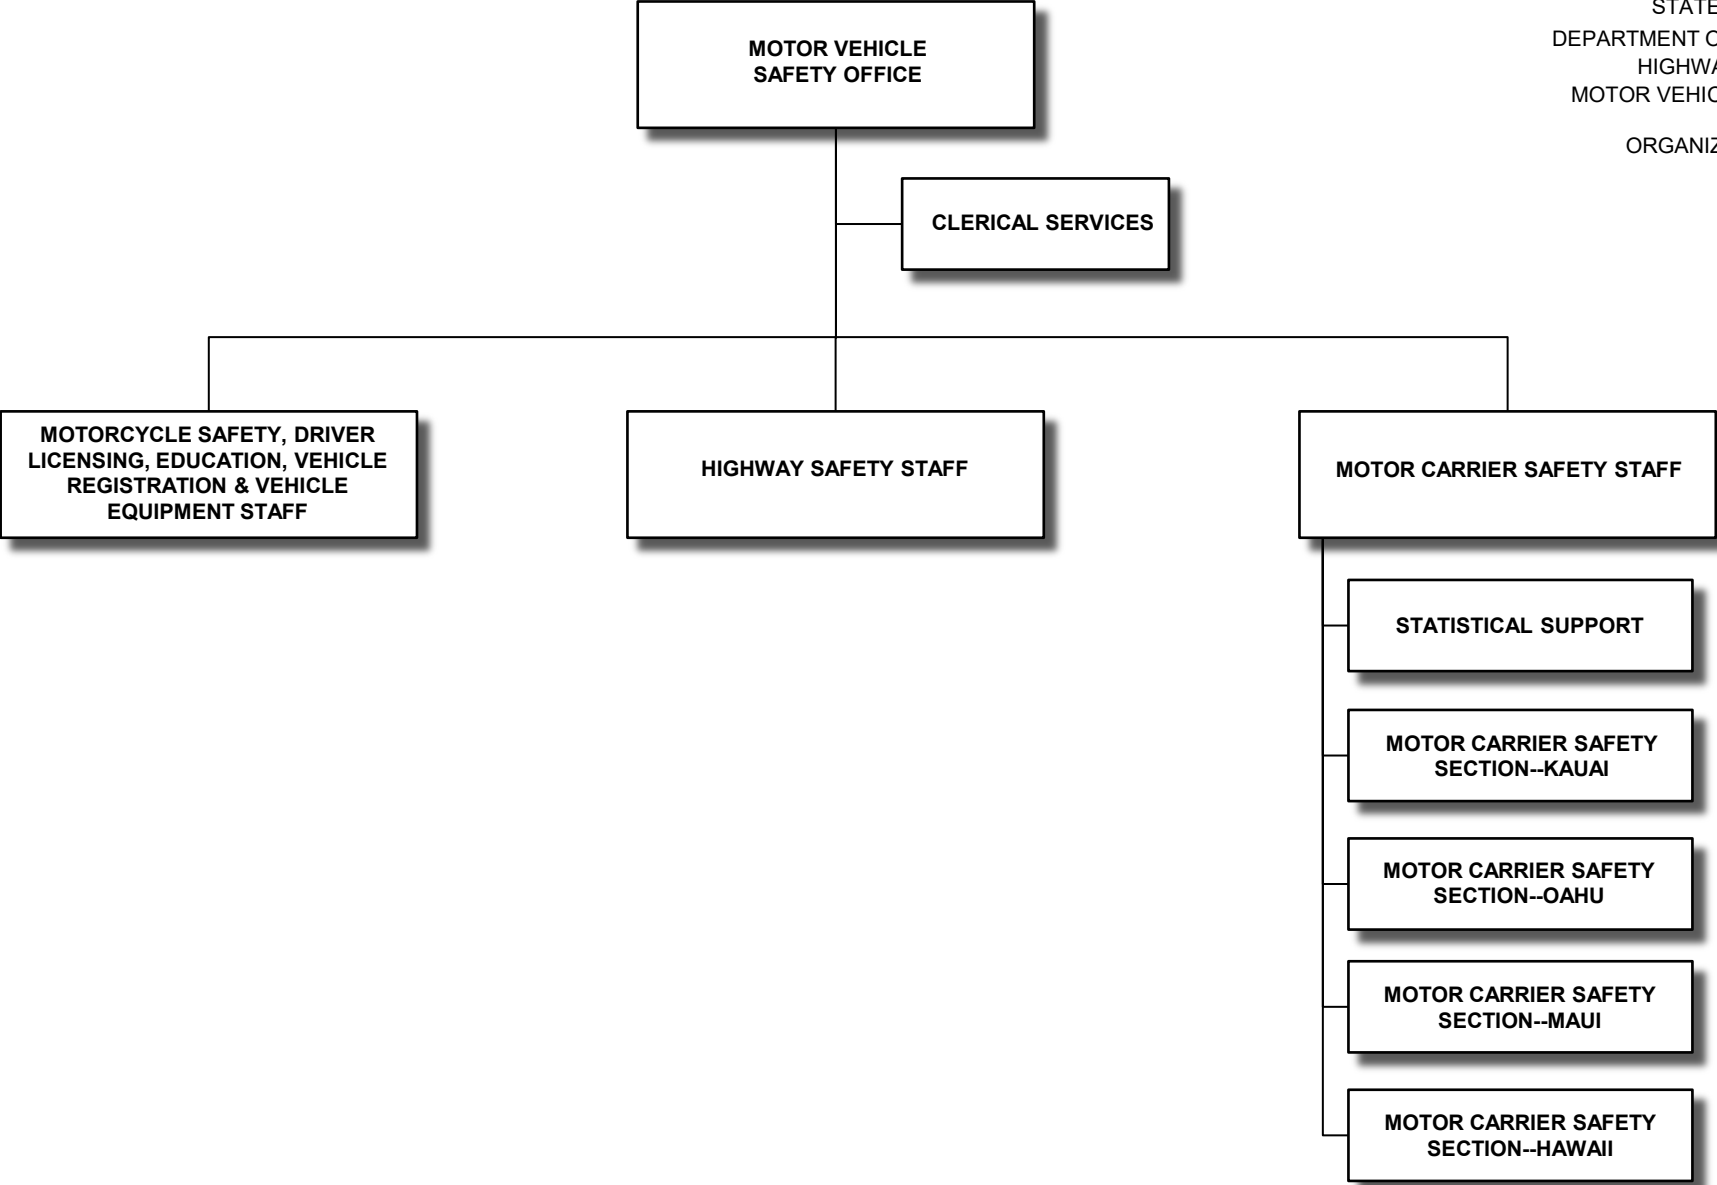 STATE
DEPARTMENT O
HIGHWA
MOTOR VEHIC
ORGANIZ
MOTOR VEHICLE
SAFETY OFFICE
CLERICAL SERVICES
MOTORCYCLE SAFETY, DRIVER
LICENSING, EDUCATION, VEHICLE
REGISTRATION & VEHICLE
EQUIPMENT STAFF
HIGHWAY SAFETY STAFF
MOTOR CARRIER SAFETY STAFF
STATISTICAL SUPPORT
MOTOR CARRIER SAFETY
SECTION--KAUAI
MOTOR CARRIER SAFETY
SECTION--OAHU
MOTOR CARRIER SAFETY
SECTION--MAUI
MOTOR CARRIER SAFETY
SECTION--HAWAII